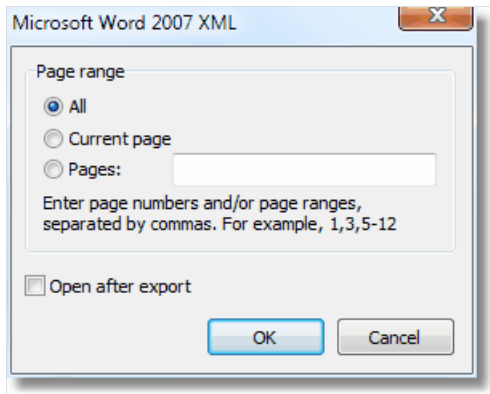 Microsoft Word 2007 XML
Page range
All
Current page
Pages:
Enter page numbers and/or page ranges,
separated by commas. For example, 1,3,5-12
Open after export
OK
Cancel